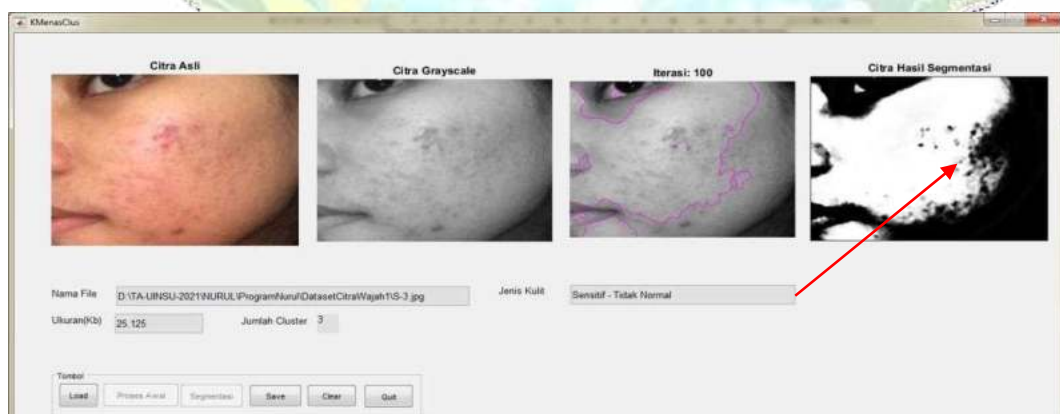 KMenasClus
Citra Asli
Citra Grayscale
Iterasi: 100
Citra Hasil Segmentasi
Nama File D:\TA-UINSU-2021\NURUL\ProgramNurul\DatasetCitraWajah1\S-3.jpg Jenis Kulit Sensitif - Tidak Normal
Ukuran(Kb) 25.125 Jumlah Cluster 3
Tombol
Load Proses Awal Segmentasi Save Clear Quit